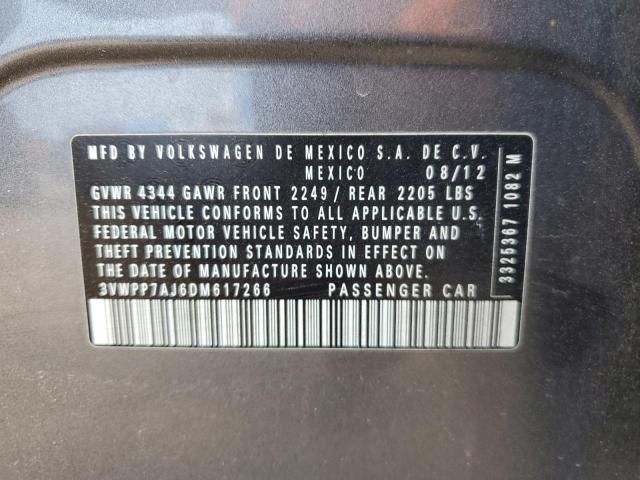 MFD BY VOLKSWAGEN DE MEXICO S.A. DE C.V.
MEXICO 08/12
GVWR 4344 GAWR FRONT 2249/ REAR 2205 LBS
THIS VEHICLE CONFORMS TO ALL APPLICABLE U.S.
FEDERAL MOTOR VEHICLE SAFETY, BUMPER AND
THEFT PREVENTION STANDARDS IN EFFECT ON
THE DATE OF MANUFACTURE SHOWN ABOVE.
3VWPP7AJ6DM617266 PASSENGER CAR
3325367 1082 M